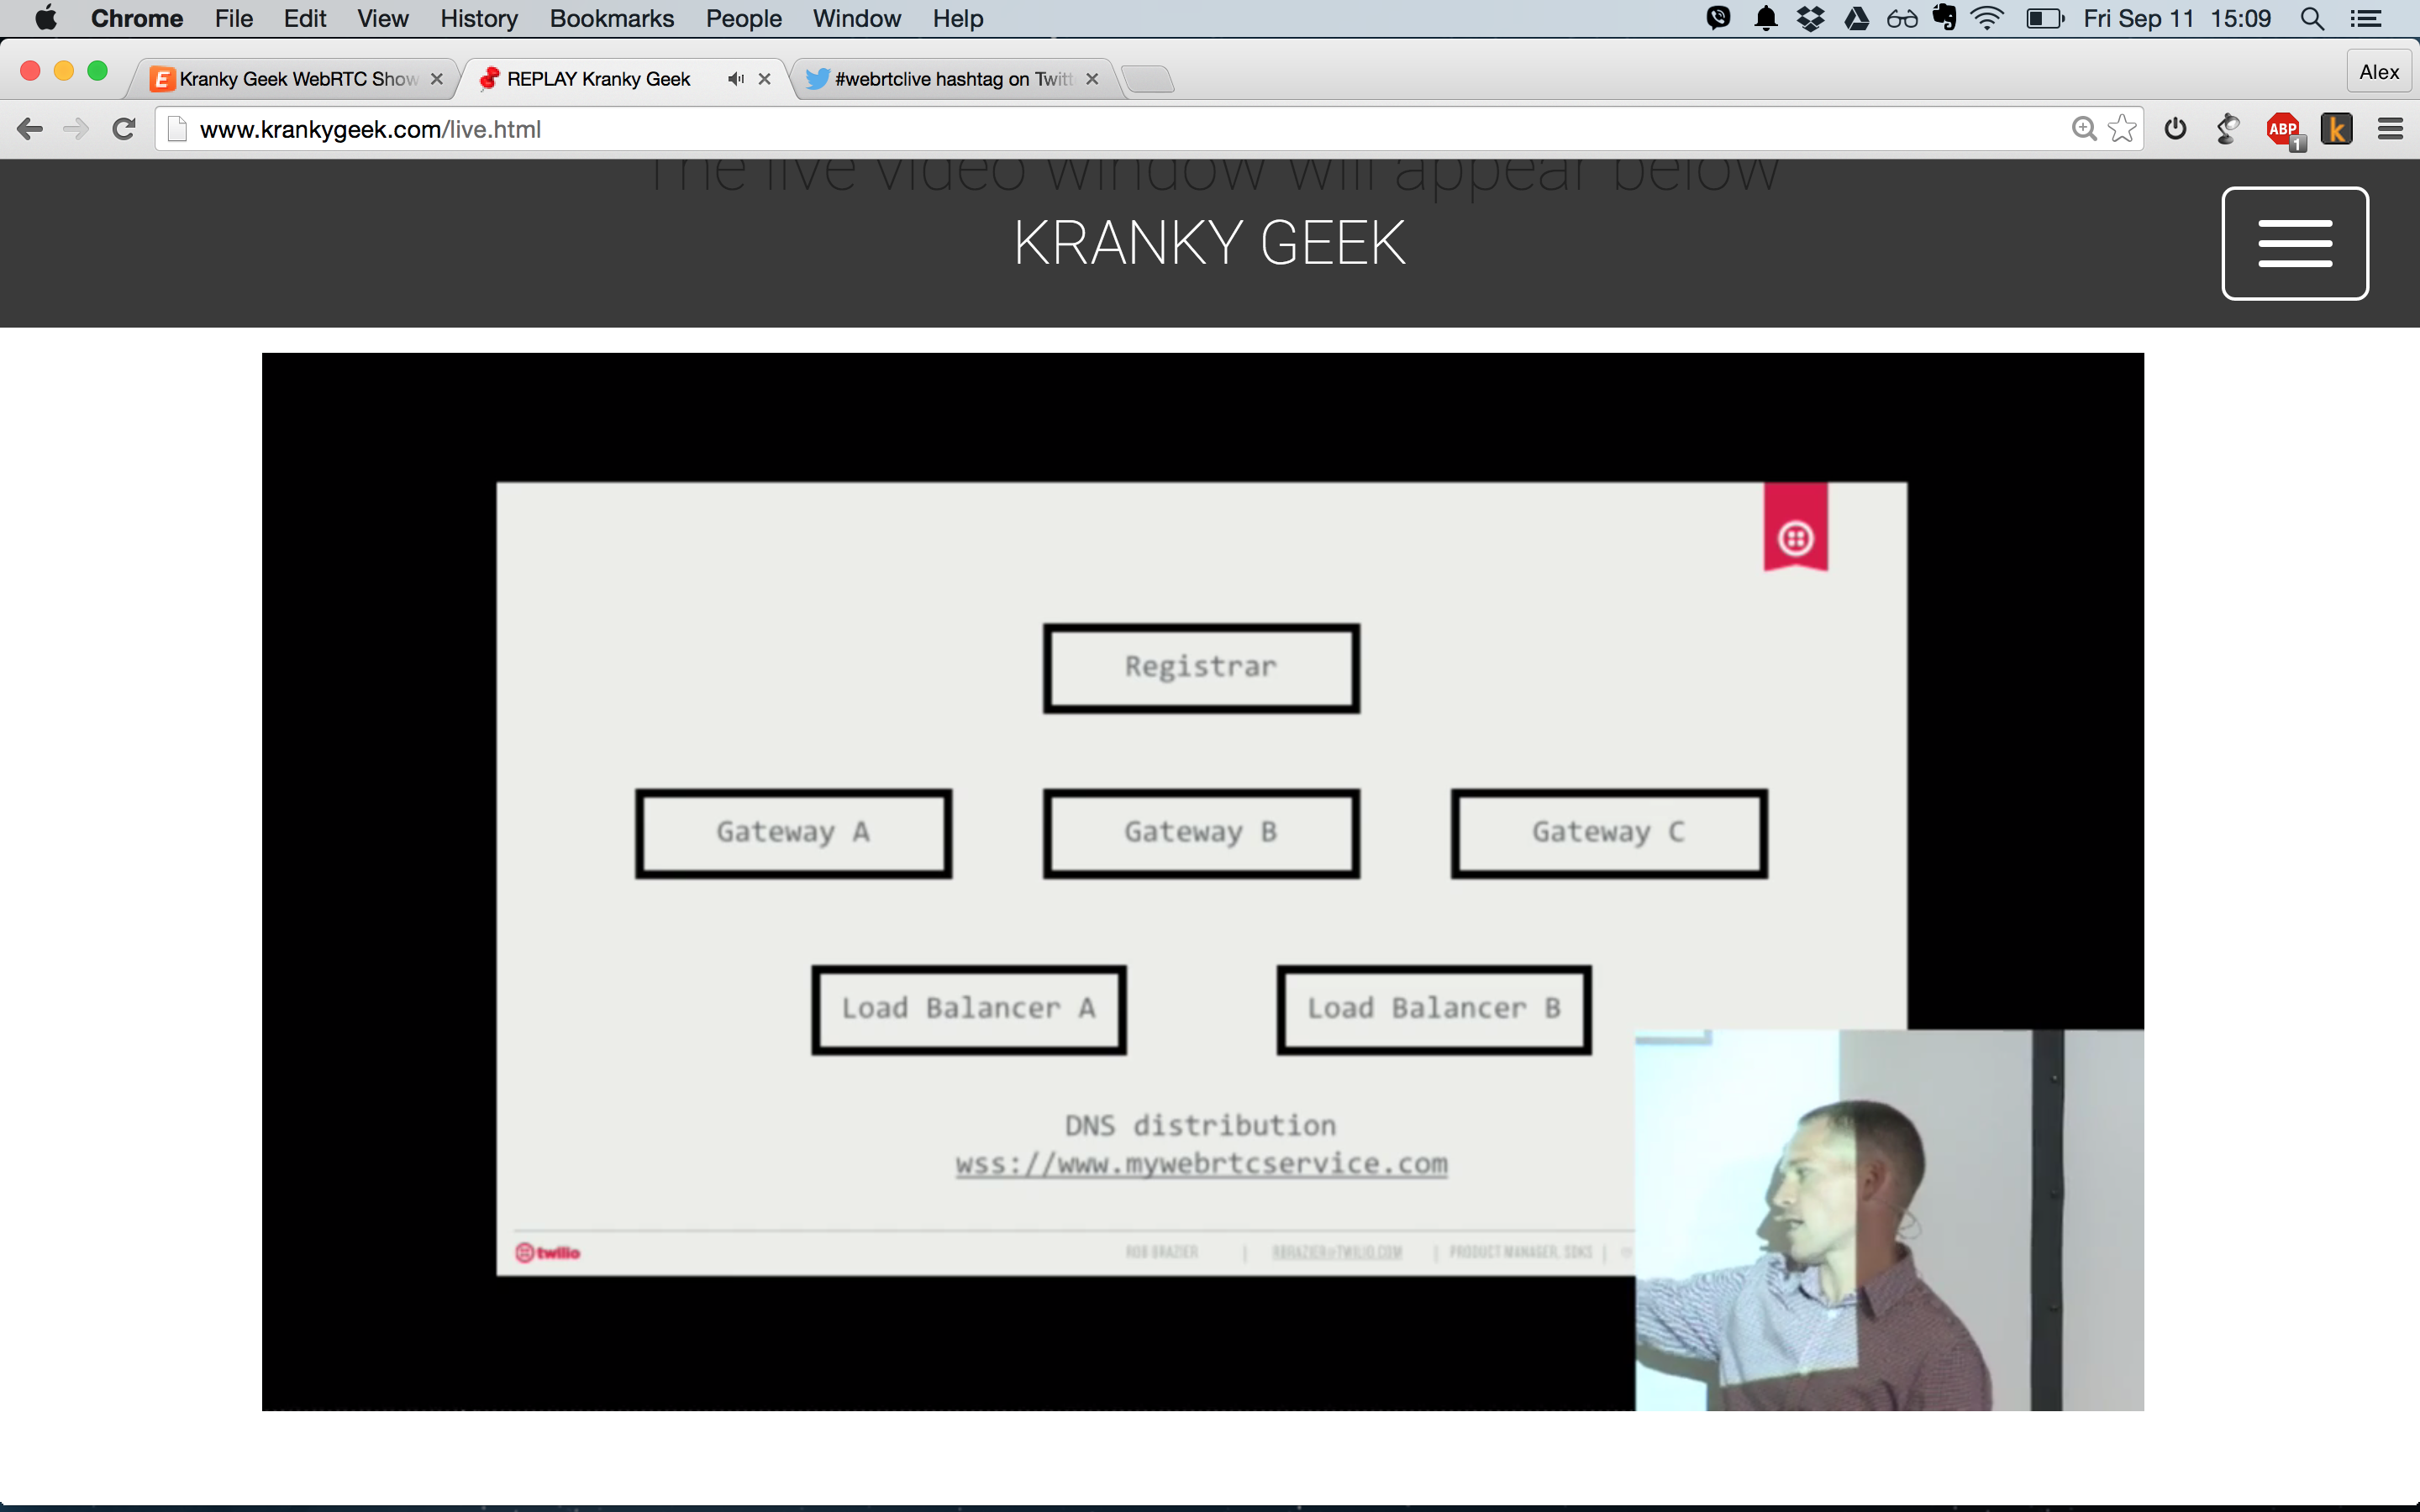 Chrome File Edit View History Bookmarks People Window Help Fri Sep 11 15:09
Kranky Geek WebRTC Show REPLAY Kranky Geek #webrtclive hashtag on Twitt Alex
www.krankygeek.com/live.html ABP 1 k
The live video window will appear below
KRANKY GEEK
Registrar
Gateway A Gateway B Gateway C
Load Balancer A Load Balancer B
DNS distribution
wss://www.mywebrtcservice.com
twilio ROB BRAZIER | RBRAZIER@TWILIO.COM | PRODUCT MANAGER, SDKS |